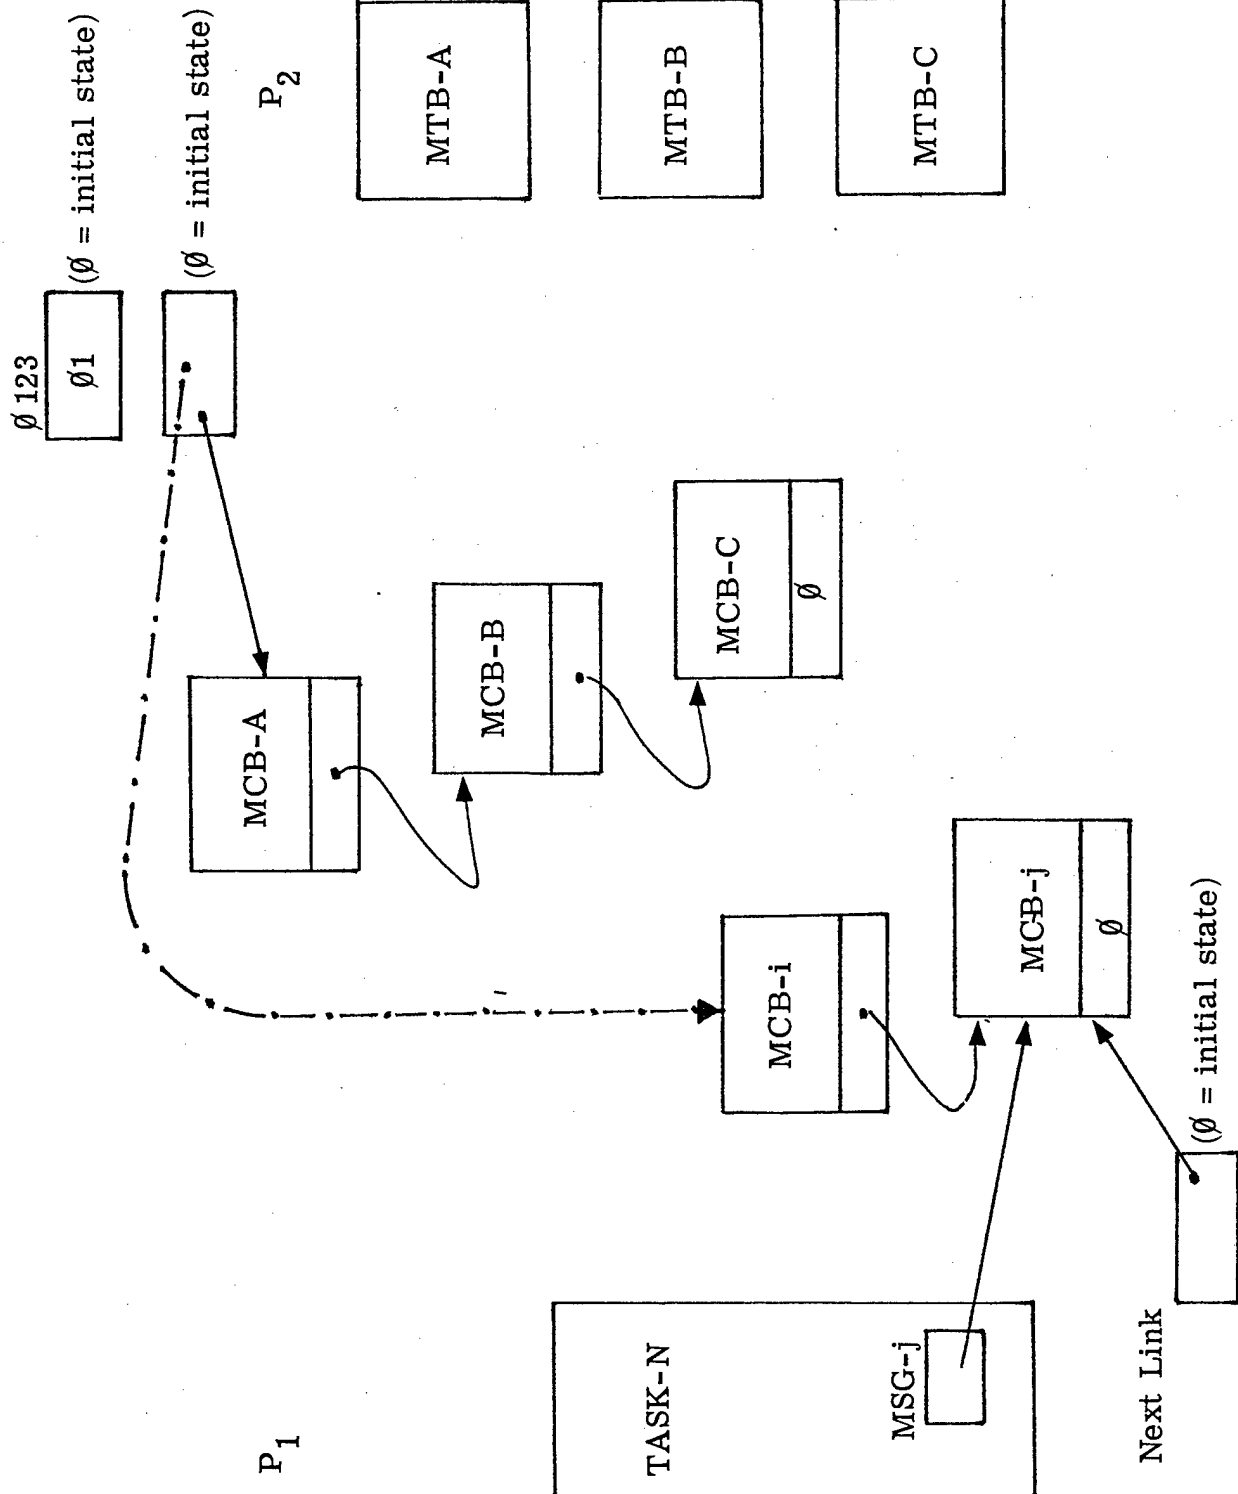 P1
P2
Ø 123
Ø1
(Ø = initial state)
(Ø = initial state)
MCB-A
MTB-A
MCB-B
MTB-B
TASK-N
MCB-C
Ø
MCB-i
MTB-C
MSG-j
MCB-j
Ø
Next Link
(Ø = initial state)